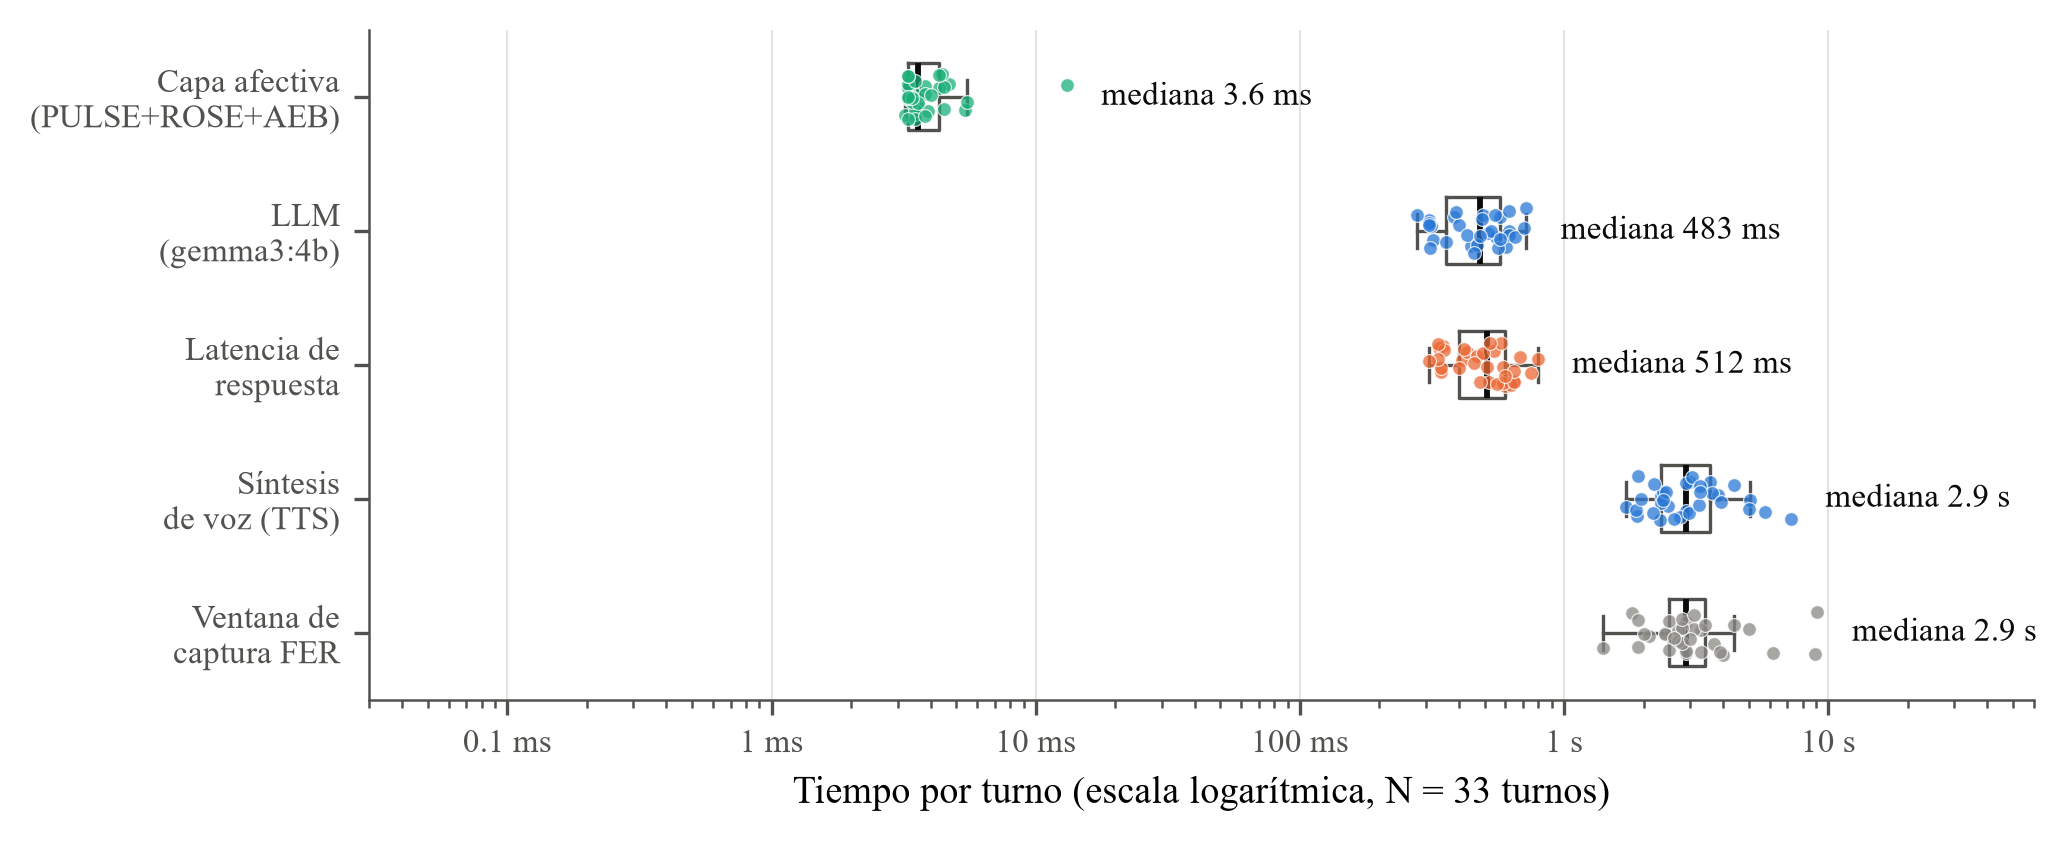 Capa afectiva
(PULSE+ROSE+AEB)
mediana 3.6 ms
LLM
(gemma3:4b)
mediana 483 ms
Latencia de
respuesta
mediana 512 ms
Síntesis
de voz (TTS)
mediana 2.9 s
Ventana de
captura FER
mediana 2.9 s
0.1 ms 1 ms 10 ms 100 ms 1 s 10 s
Tiempo por turno (escala logarítmica, N = 33 turnos)